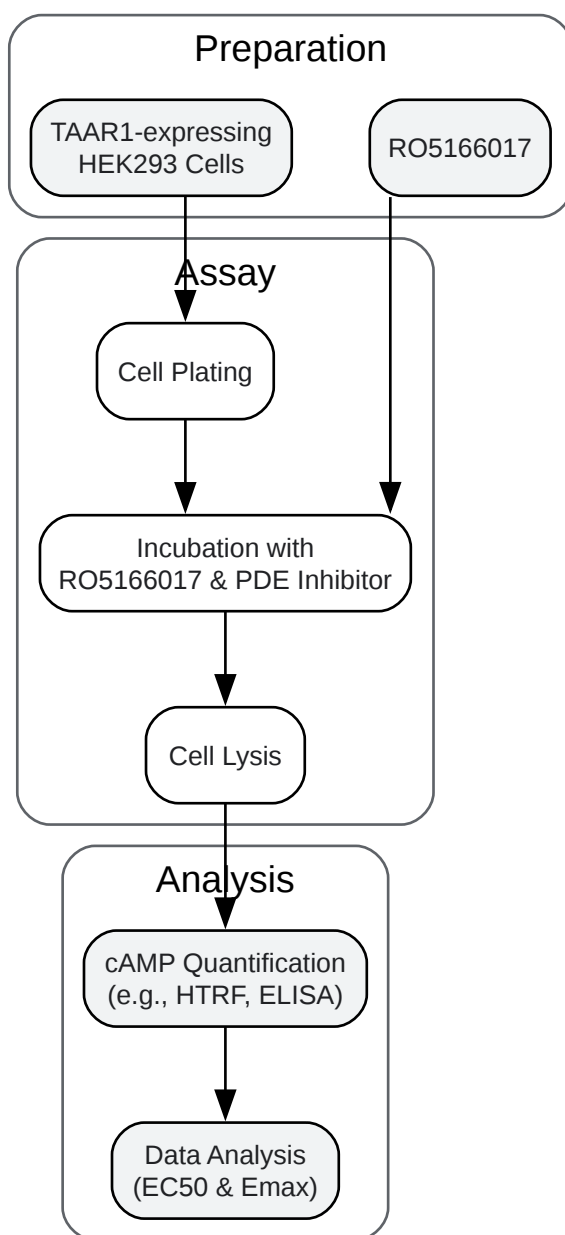 Preparation
TAAR1-expressing
HEK293 Cells
RO5166017
Assay
Cell Plating
Incubation with
RO5166017 & PDE Inhibitor
Cell Lysis
Analysis
cAMP Quantification
(e.g., HTRF, ELISA)
Data Analysis
(EC50 & Emax)